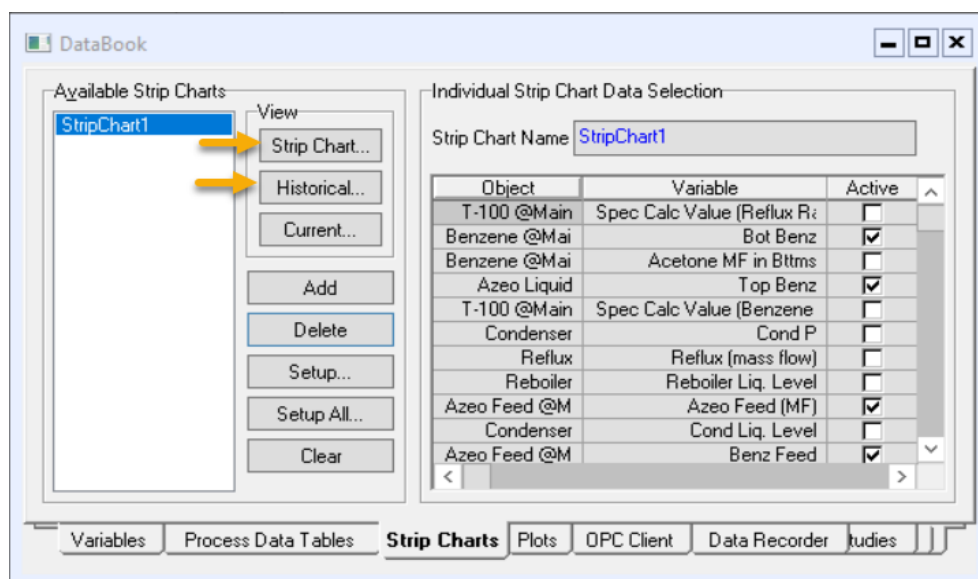 DataBook
Available Strip Charts
StripChart1
View
Strip Chart...
Historical...
Current...
Add
Delete
Setup...
Setup All...
Clear
Individual Strip Chart Data Selection
Strip Chart Name StripChart1
Object Variable Active
T-100 @Main Spec Calc Value (Reflux Ra
Benzene @Mai Bot Benz
Benzene @Mai Acetone MF in Bttms
Azeo Liquid Top Benz
T-100 @Main Spec Calc Value (Benzene
Condenser Cond P
Reflux Reflux (mass flow)
Reboiler Reboiler Liq. Level
Azeo Feed @M Azeo Feed (MF)
Condenser Cond Liq. Level
Azeo Feed @M Benz Feed
Variables Process Data Tables Strip Charts Plots OPC Client Data Recorder tudies